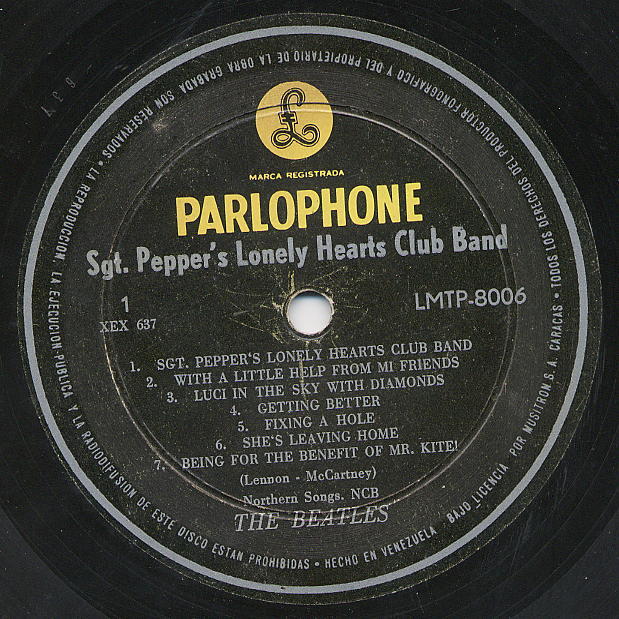 £
MARCA REGISTRADA
PARLOPHONE
Sgt. Pepper's Lonely Hearts Club Band
1
XEX 637
LMTP-8006
1. SGT. PEPPER'S LONELY HEARTS CLUB BAND
2. WITH A LITTLE HELP FROM MI FRIENDS
3. LUCI IN THE SKY WITH DIAMONDS
4. GETTING BETTER
5. FIXING A HOLE
6. SHE'S LEAVING HOME
7. BEING FOR THE BENEFIT OF MR. KITE!
(Lennon - McCartney)
Northern Songs. NCB
THE BEATLES
TODOS LOS DERECHOS DEL PRODUCTOR FONOGRAFICO Y DEL PROPIETARIO DE LA OBRA GRABADA SON RESERVADOS • LA REPRODUCCION, LA EJECUCION-PUBLICA Y LA RADIODIFUSION DE ESTE DISCO ESTAN PROHIBIDAS • HECHO EN VENEZUELA BAJO LICENCIA POR MUSITRON S. A. CARACAS •